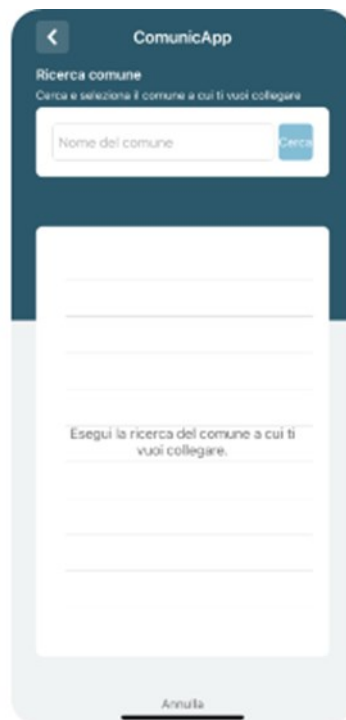 ComunicApp
Ricerca comune
Cerca e seleziona il comune a cui ti vuoi collegare
Nome del comune
Cerca
Esegui la ricerca del comune a cui ti
vuoi collegare.
Annulla